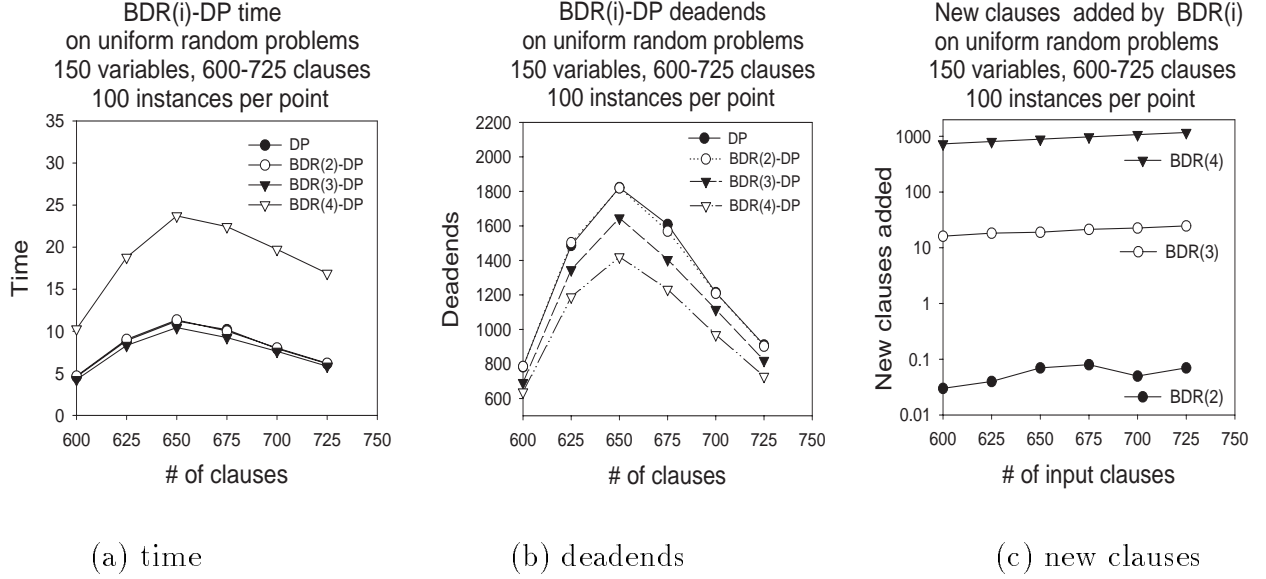 BDR(i)-DP time
on uniform random problems
150 variables, 600-725 clauses
100 instances per point
35
30
25
20
15
10
5
0
Time
DP
BDR(2)-DP
BDR(3)-DP
BDR(4)-DP
600 625 650 675 700 725 750
# of clauses
(a) time
BDR(i)-DP deadends
on uniform random problems
150 variables, 600-725 clauses
100 instances per point
2200
2000
1800
1600
1400
1200
1000
800
600
Deadends
DP
BDR(2)-DP
BDR(3)-DP
BDR(4)-DP
600 625 650 675 700 725 750
# of clauses
(b) deadends
New clauses added by BDR(i)
on uniform random problems
150 variables, 600-725 clauses
100 instances per point
1000
100
10
1
0.1
0.01
New clauses added
BDR(4)
BDR(3)
BDR(2)
600 625 650 675 700 725 750
# of input clauses
(c) new clauses